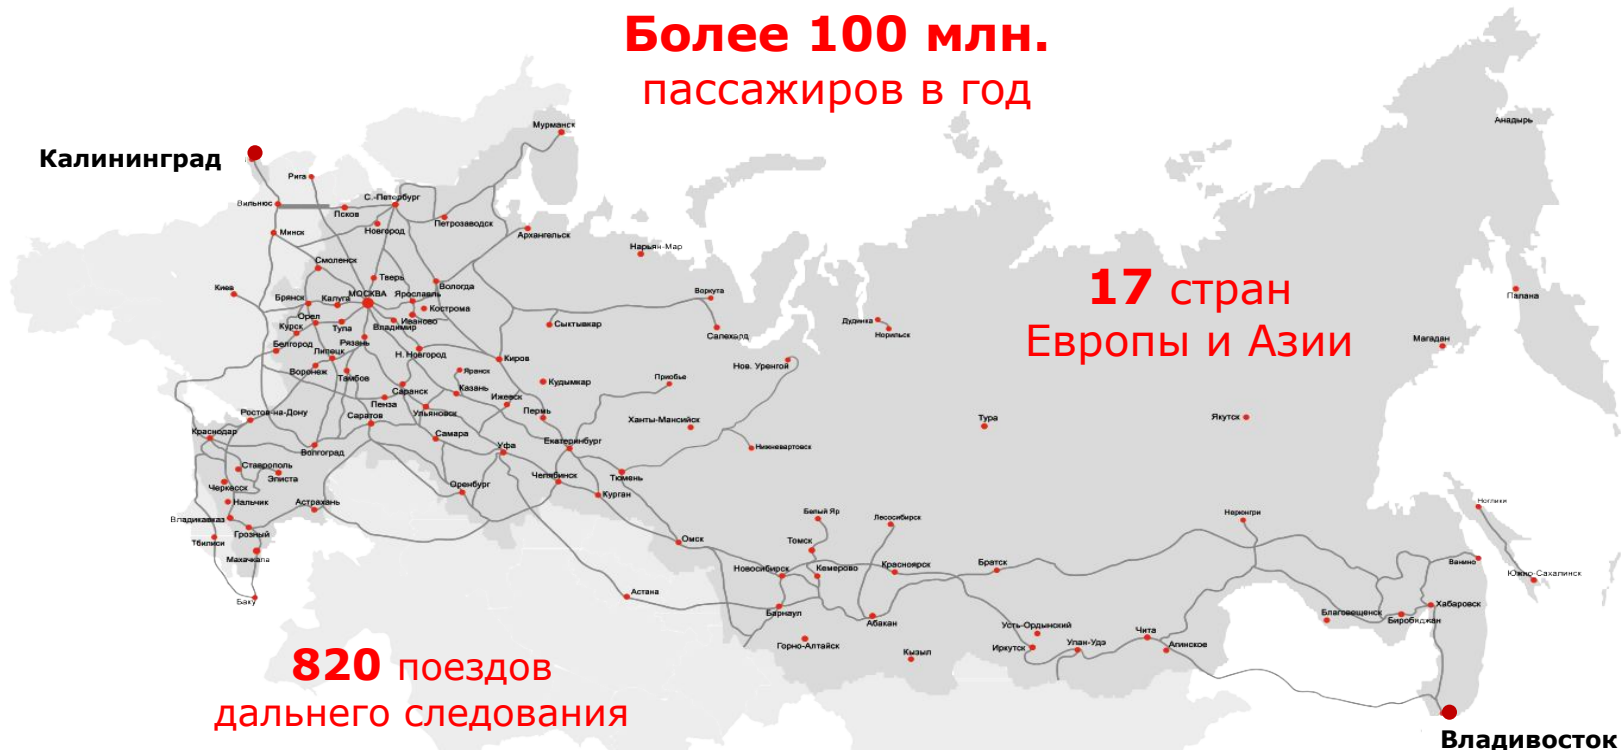 Более 100 млн.
пассажиров в год
Мурманск
Анадырь
Калининград
Рига
Вильнюс
С.-Петербург
Псков
Новгород
Петрозаводск
Минск
Архангельск
Нарьян-Мар
Смоленск
Тверь
Вологда
Киев
Брянск
Калуга
МОСКВА
Ярославль
Кострома
Воркута
17 стран
Европы и Азии
Палана
Орел
Тула
Владимир
Иваново
Сыктывкар
Салехард
Дудинка
Норильск
Курск
Белгород
Рязань
Магадан
Липецк
Н. Новгород
Киров
Воронеж
Тамбов
Яранск
Кудымкар
Приобье
Нов. Уренгой
Саранск
Казань
Ижевск
Пенза
Ульяновск
Пермь
Ростов-на-Дону
Саратов
Ханты-Мансийск
Тура
Якутск
Краснодар
Самара
Уфа
Екатеринбург
Нижневартовск
Волгоград
Ставрополь
Элиста
Челябинск
Тюмень
Черкесск
Оренбург
Курган
Нальчик
Астрахань
Ноглики
Владикавказ
Грозный
Белый Яр
Лесосибирск
Нерюнгри
Тбилиси
Махачкала
Омск
Томск
Новосибирск
Кемерово
Красноярск
Братск
Ванино
Южно-Сахалинск
Баку
Астана
Барнаул
Абакан
Благовещенск
Биробиджан
Хабаровск
Усть-Ордынский
Горно-Алтайск
Кызыл
Иркутск
Улан-Удэ
Чита
Агинское
820 поездов
дальнего следования
Владивосток